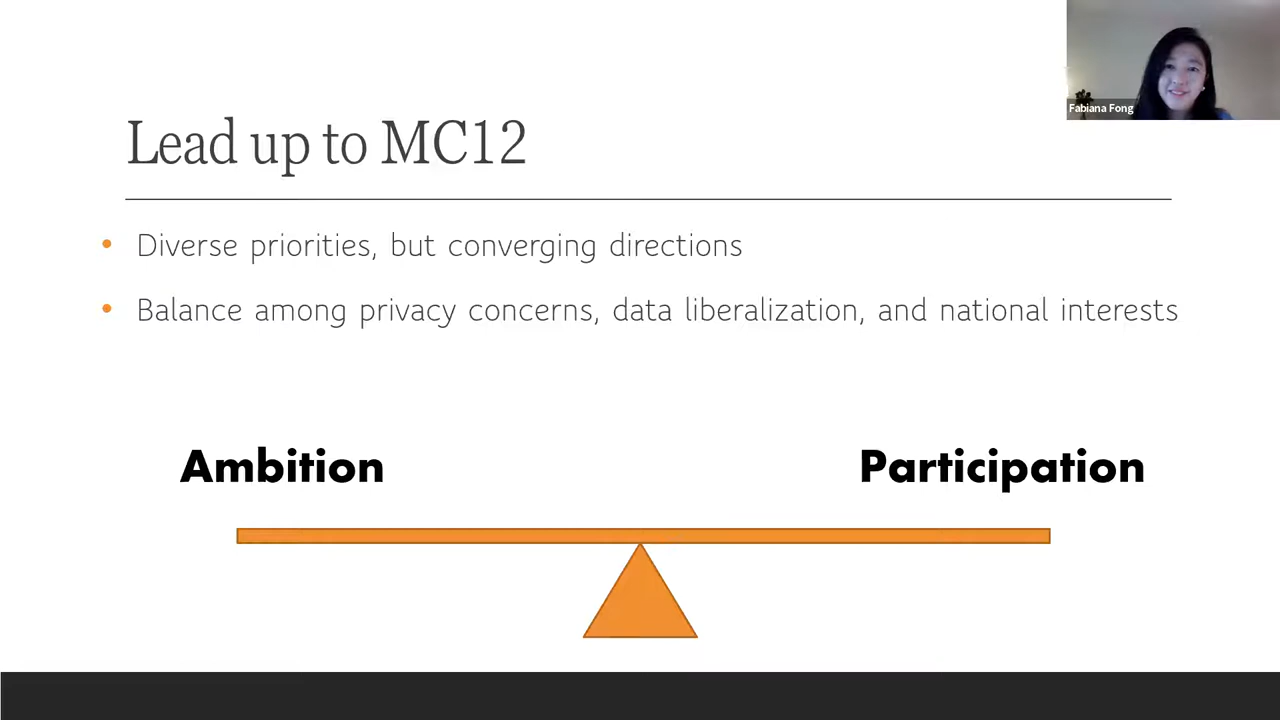 Fabiana Fong
Lead up to MC12
• Diverse priorities, but converging directions
• Balance among privacy concerns, data liberalization, and national interests
Ambition
Participation